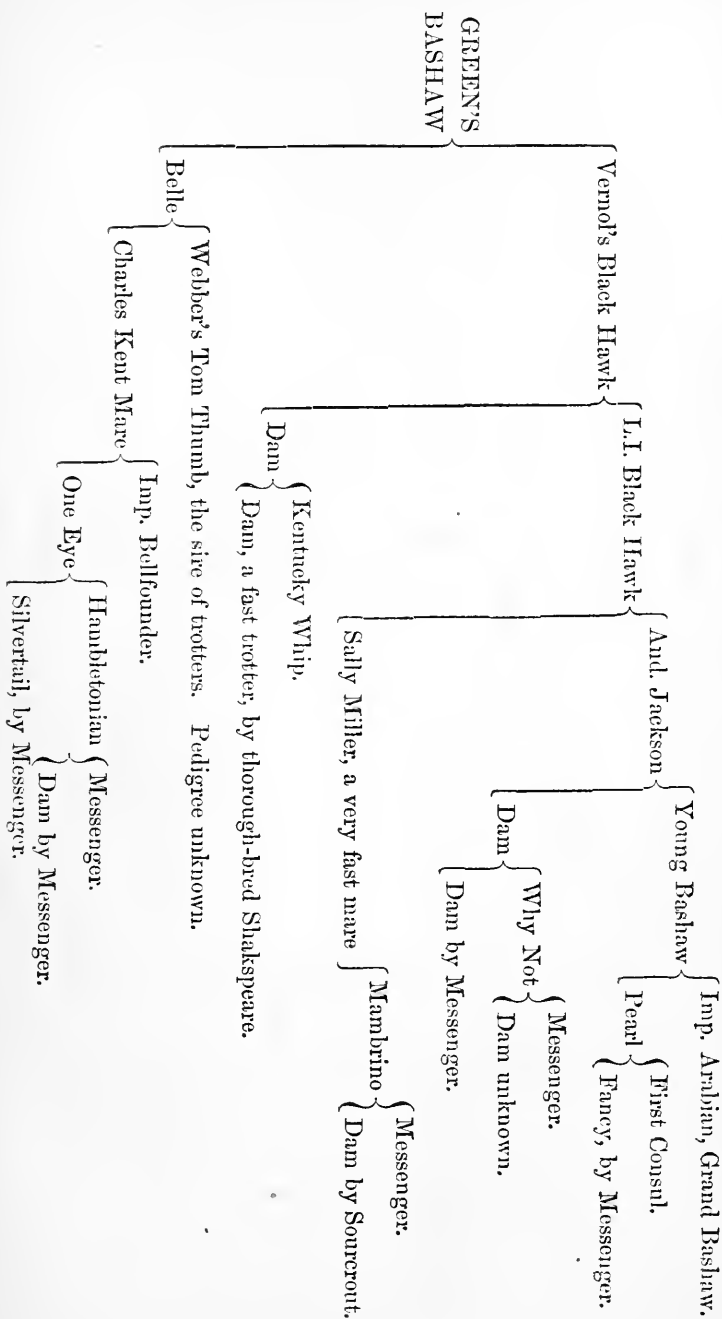 GREEN'S
BASHAW
Vernol's Black Hawk
L.I. Black Hawk
And. Jackson
Young Bashaw
Imp. Arabian, Grand Bashaw.
Pearl
First Consul.
Fancy, by Messenger.
Dam
Why Not
Messenger.
Dam unknown.
Dam by Messenger.
Sally Miller, a very fast mare
Mambrino
Messenger.
Dam by Sourcrout.
Dam
Kentucky Whip.
Dam, a fast trotter, by thorough-bred Shakspeare.
Belle
Webber's Tom Thumb, the sire of trotters. Pedigree unknown.
Charles Kent Mare
Imp. Bellfounder.
One Eye
Hambletonian
Messenger.
Dam by Messenger.
Silvertail, by Messenger.